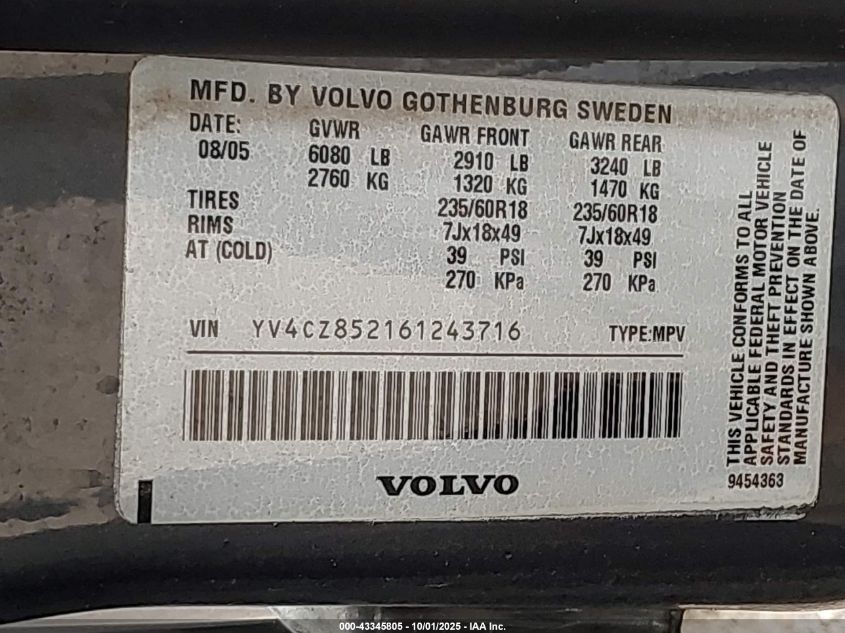 MFD. BY VOLVO GOTHENBURG SWEDEN
DATE: GVWR GAWR FRONT GAWR REAR
08/05 6080 LB 2910 LB 3240 LB
2760 KG 1320 KG 1470 KG
TIRES 235/60R18 235/60R18
RIMS 7Jx18x49 7Jx18x49
AT (COLD) 39 PSI 39 PSI
270 KPa 270 KPa
VIN YV4CZ852161243716 TYPE:MPV
VOLVO
THIS VEHICLE CONFORMS TO ALL
APPLICABLE FEDERAL MOTOR VEHICLE
SAFETY AND THEFT PREVENTION
STANDARDS IN EFFECT ON THE DATE OF
MANUFACTURE SHOWN ABOVE.
9454363
000-43345805 - 10/01/2025 - IAA Inc.